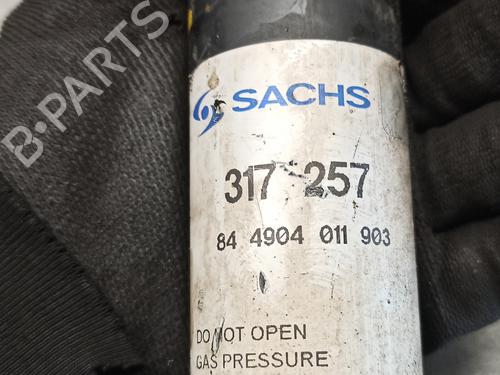 SACHS
317 257
84 4904 011 903
DO NOT OPEN
GAS PRESSURE
B-PARTS